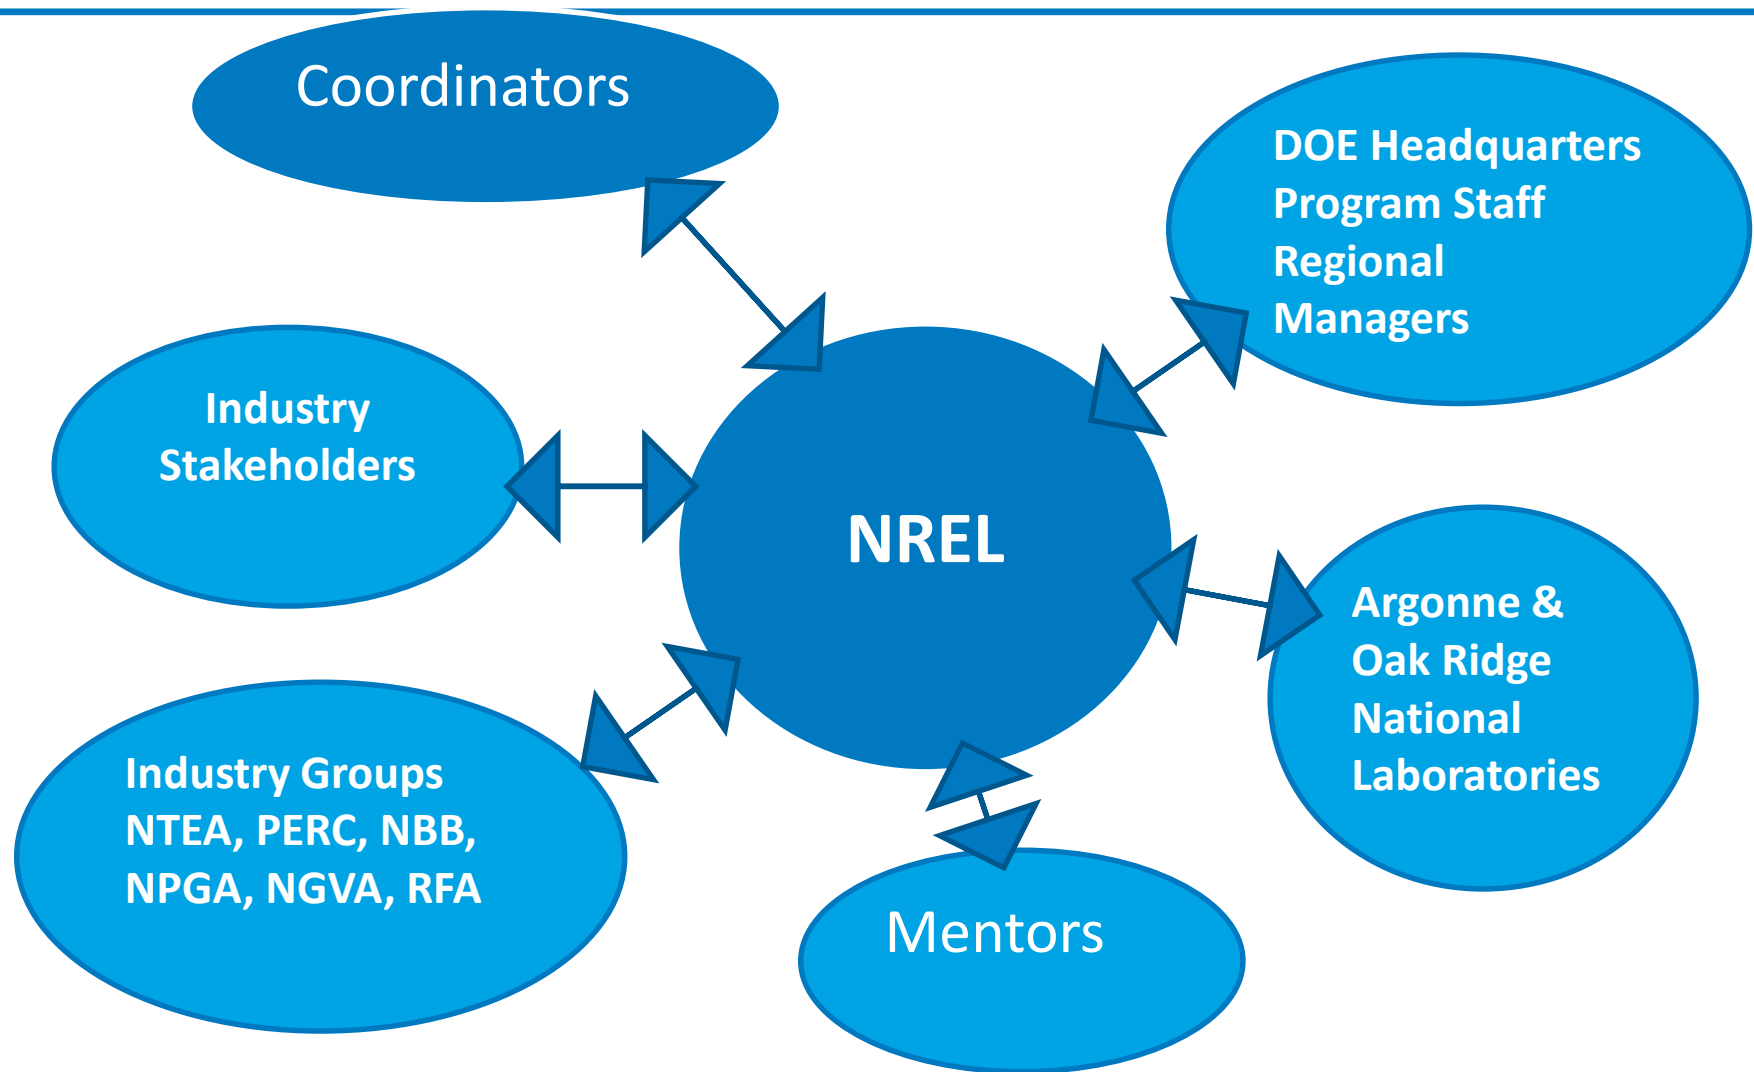 Coordinators
DOE Headquarters
Program Staff
Regional
Managers
Industry
Stakeholders
NREL
Argonne &
Oak Ridge
National
Laboratories
Industry Groups
NTEA, PERC, NBB,
NPGA, NGVA, RFA
Mentors